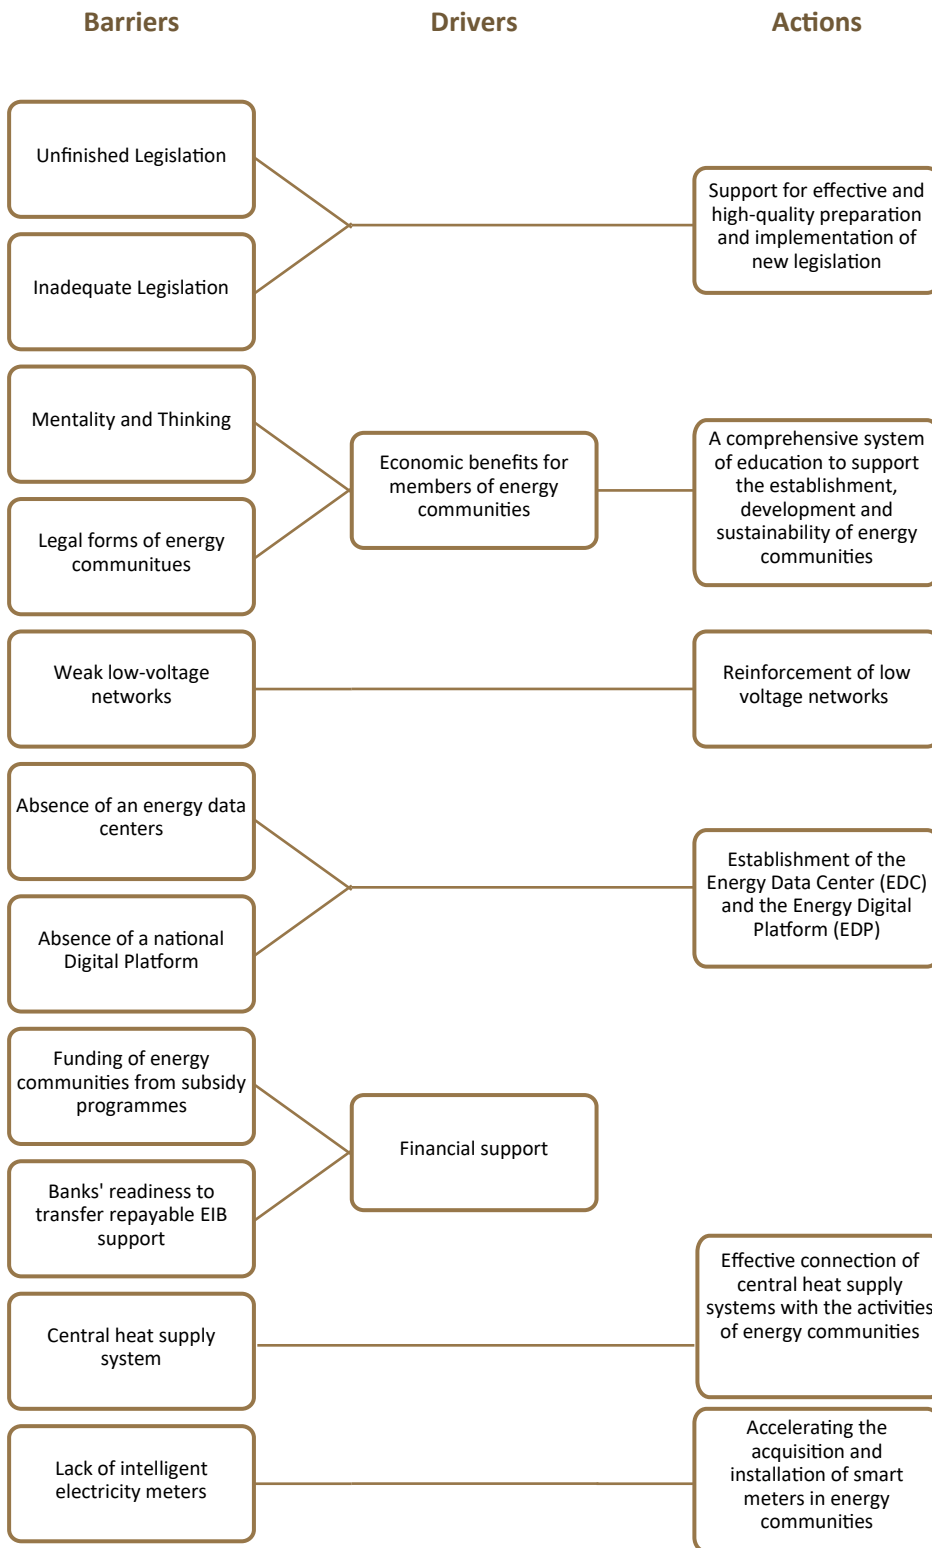 Barriers
Drivers
Actions
Unfinished Legislation
Inadequate Legislation
Support for effective and
high-quality preparation
and implementation of
new legislation
Mentality and Thinking
Legal forms of energy
communitues
Economic benefits for
members of energy
communities
A comprehensive system
of education to support
the establishment,
development and
sustainability of energy
communities
Weak low-voltage
networks
Reinforcement of low
voltage networks
Absence of an energy data
centers
Absence of a national
Digital Platform
Establishment of the
Energy Data Center (EDC)
and the Energy Digital
Platform (EDP)
Funding of energy
communities from subsidy
programmes
Banks' readiness to
transfer repayable EIB
support
Financial support
Central heat supply
system
Effective connection of
central heat supply
systems with the activities
of energy communities
Lack of intelligent
electricity meters
Accelerating the
acquisition and
installation of smart
meters in energy
communities